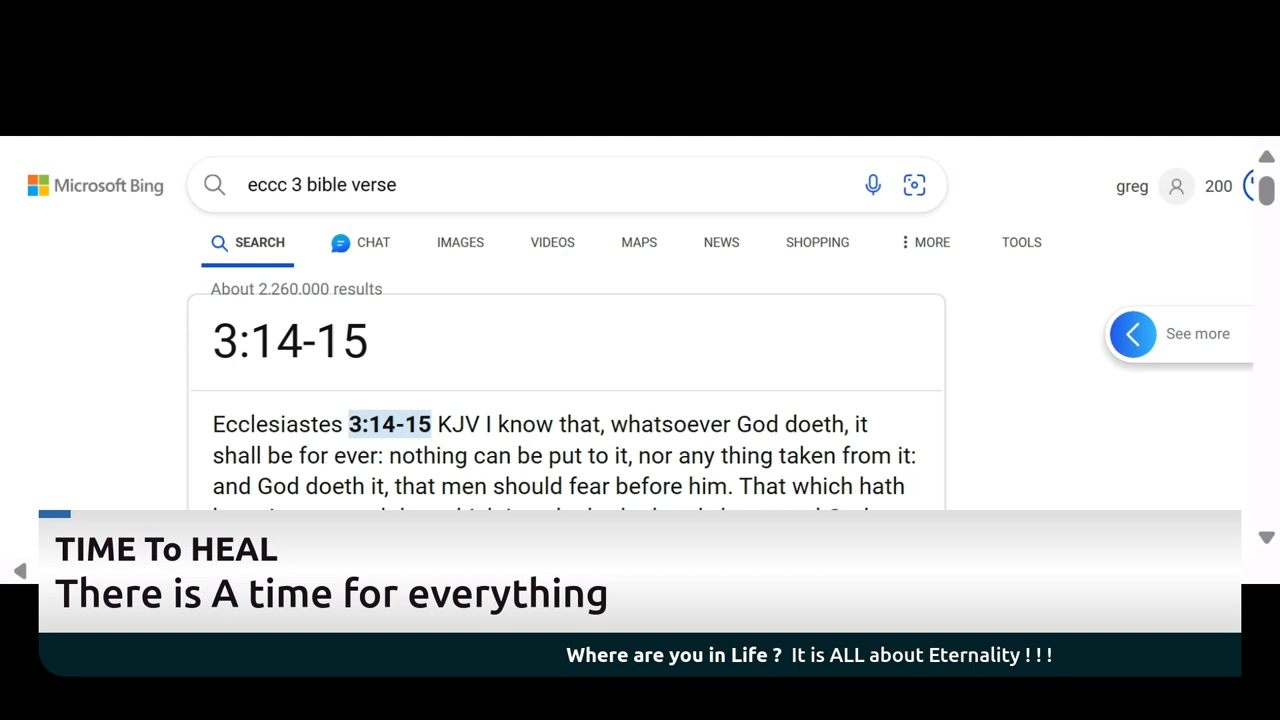 Microsoft Bing
eccc 3 bible verse
greg
200
SEARCH
CHAT
IMAGES
VIDEOS
MAPS
NEWS
SHOPPING
MORE
TOOLS
About 2,260,000 results
3:14-15
See more
Ecclesiastes 3:14-15 KJV I know that, whatsoever God doeth, it
shall be for ever: nothing can be put to it, nor any thing taken from it:
and God doeth it, that men should fear before him. That which hath
TIME To HEAL
There is A time for everything
Where are you in Life ? It is ALL about Eternality ! ! !